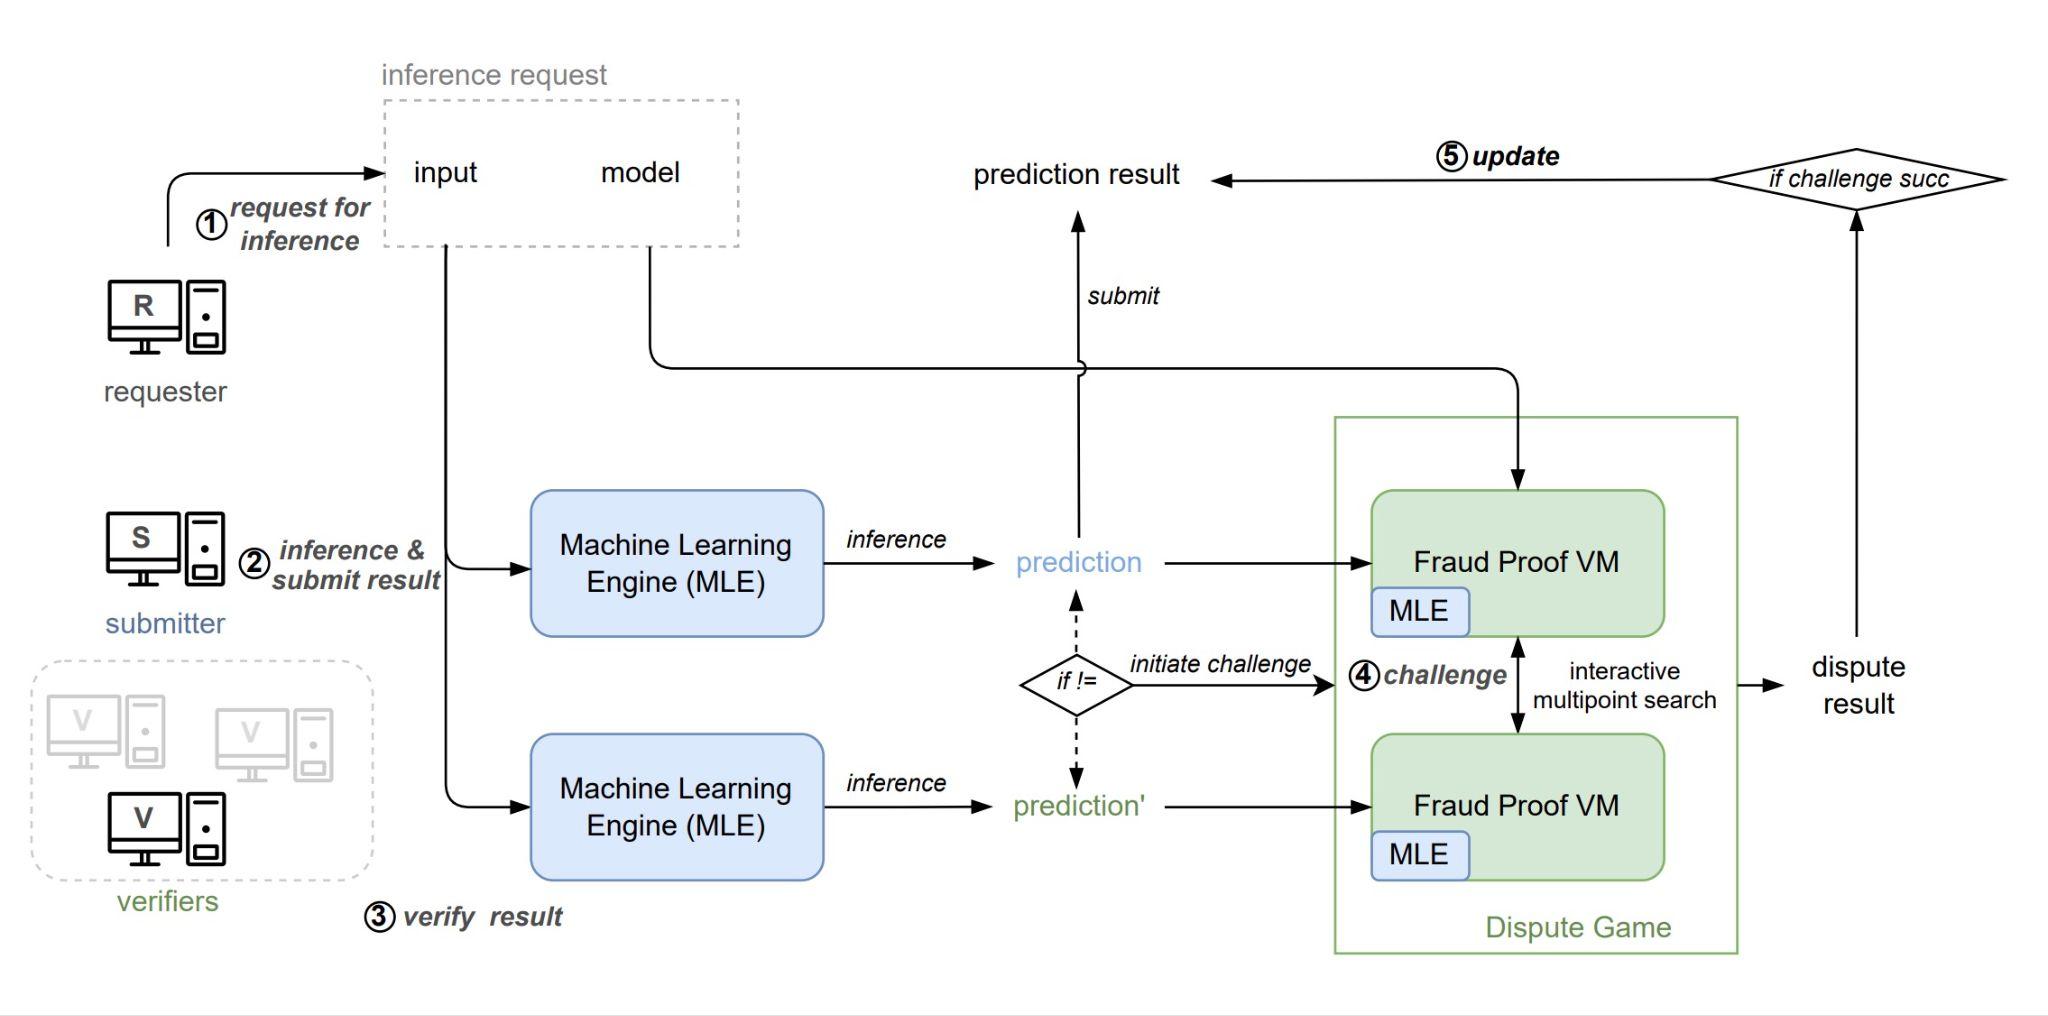 inference request
input
model
1
request for
inference
R
requester
prediction result
5 update
if challenge succ
submit
S
submitter
2
inference &
submit result
Machine Learning
Engine (MLE)
inference
prediction
Fraud Proof VM
MLE
if !=
initiate challenge
4 challenge
interactive
multipoint search
dispute
result
V
V
V
verifiers
3 verify result
Machine Learning
Engine (MLE)
inference
prediction'
Fraud Proof VM
MLE
Dispute Game